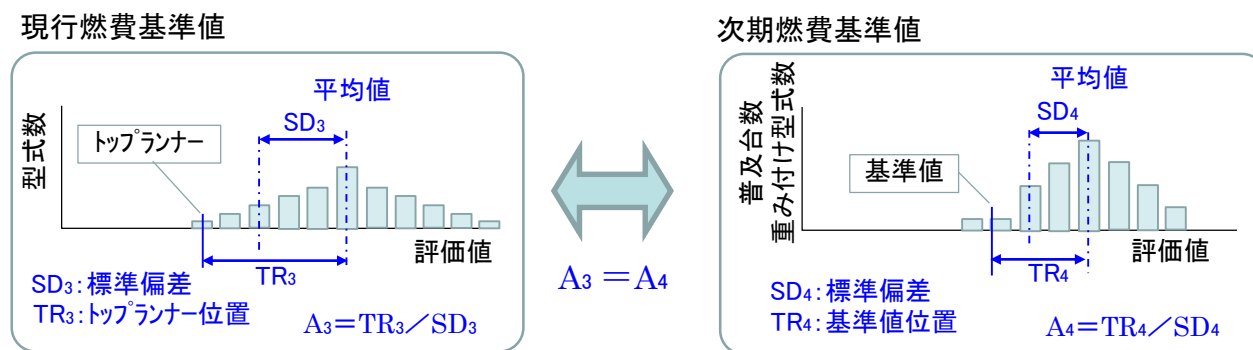 現行燃費基準値
平均値
SD3
トップランナー
型式数
評価値
TR3
SD3：標準偏差
TR3：トップランナー位置
A3＝TR3／SD3
A3＝A4
次期燃費基準値
平均値
SD4
基準値
普及台数
重み付け型式数
評価値
TR4
SD4：標準偏差
TR4：基準値位置
A4＝TR4／SD4